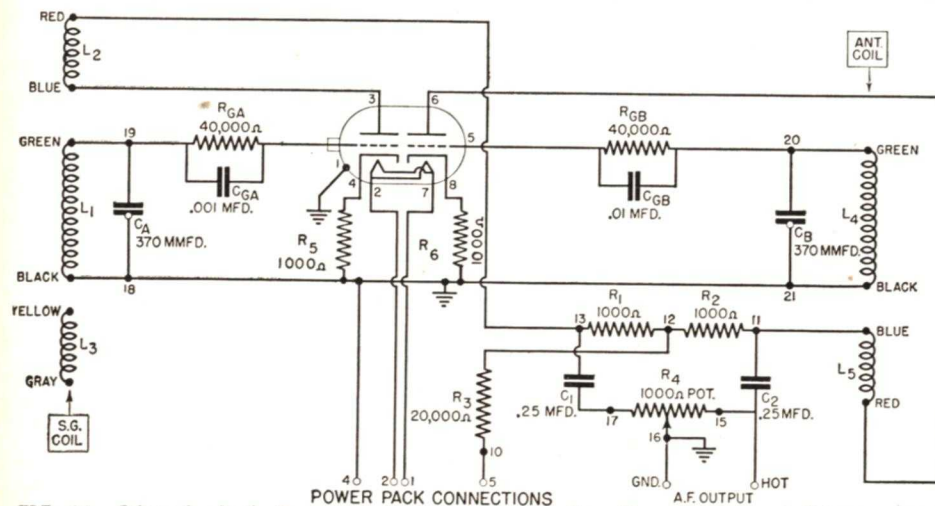 RED
L2
BLUE
ANT.
COIL
3
6
RGA
40,000Ω
RGB
40,000Ω
GREEN
19
1
5
20
GREEN
CGA
.001 MFD.
4
2
7
8
CGB
.01 MFD.
L1
CA
370 MMFD.
R5
1000Ω
R6
1000Ω
CB
370 MMFD.
L4
BLACK
18
21
BLACK
YELLOW
L3
GRAY
S.G.
COIL
13
R1
1000Ω
12
R2
1000Ω
11
BLUE
L5
RED
R3
20,000Ω
C1
.25 MFD.
R4
1000Ω POT.
C2
.25 MFD.
17
15
16
10
4
2
1
5
GND.
HOT
POWER PACK CONNECTIONS
A.F. OUTPUT